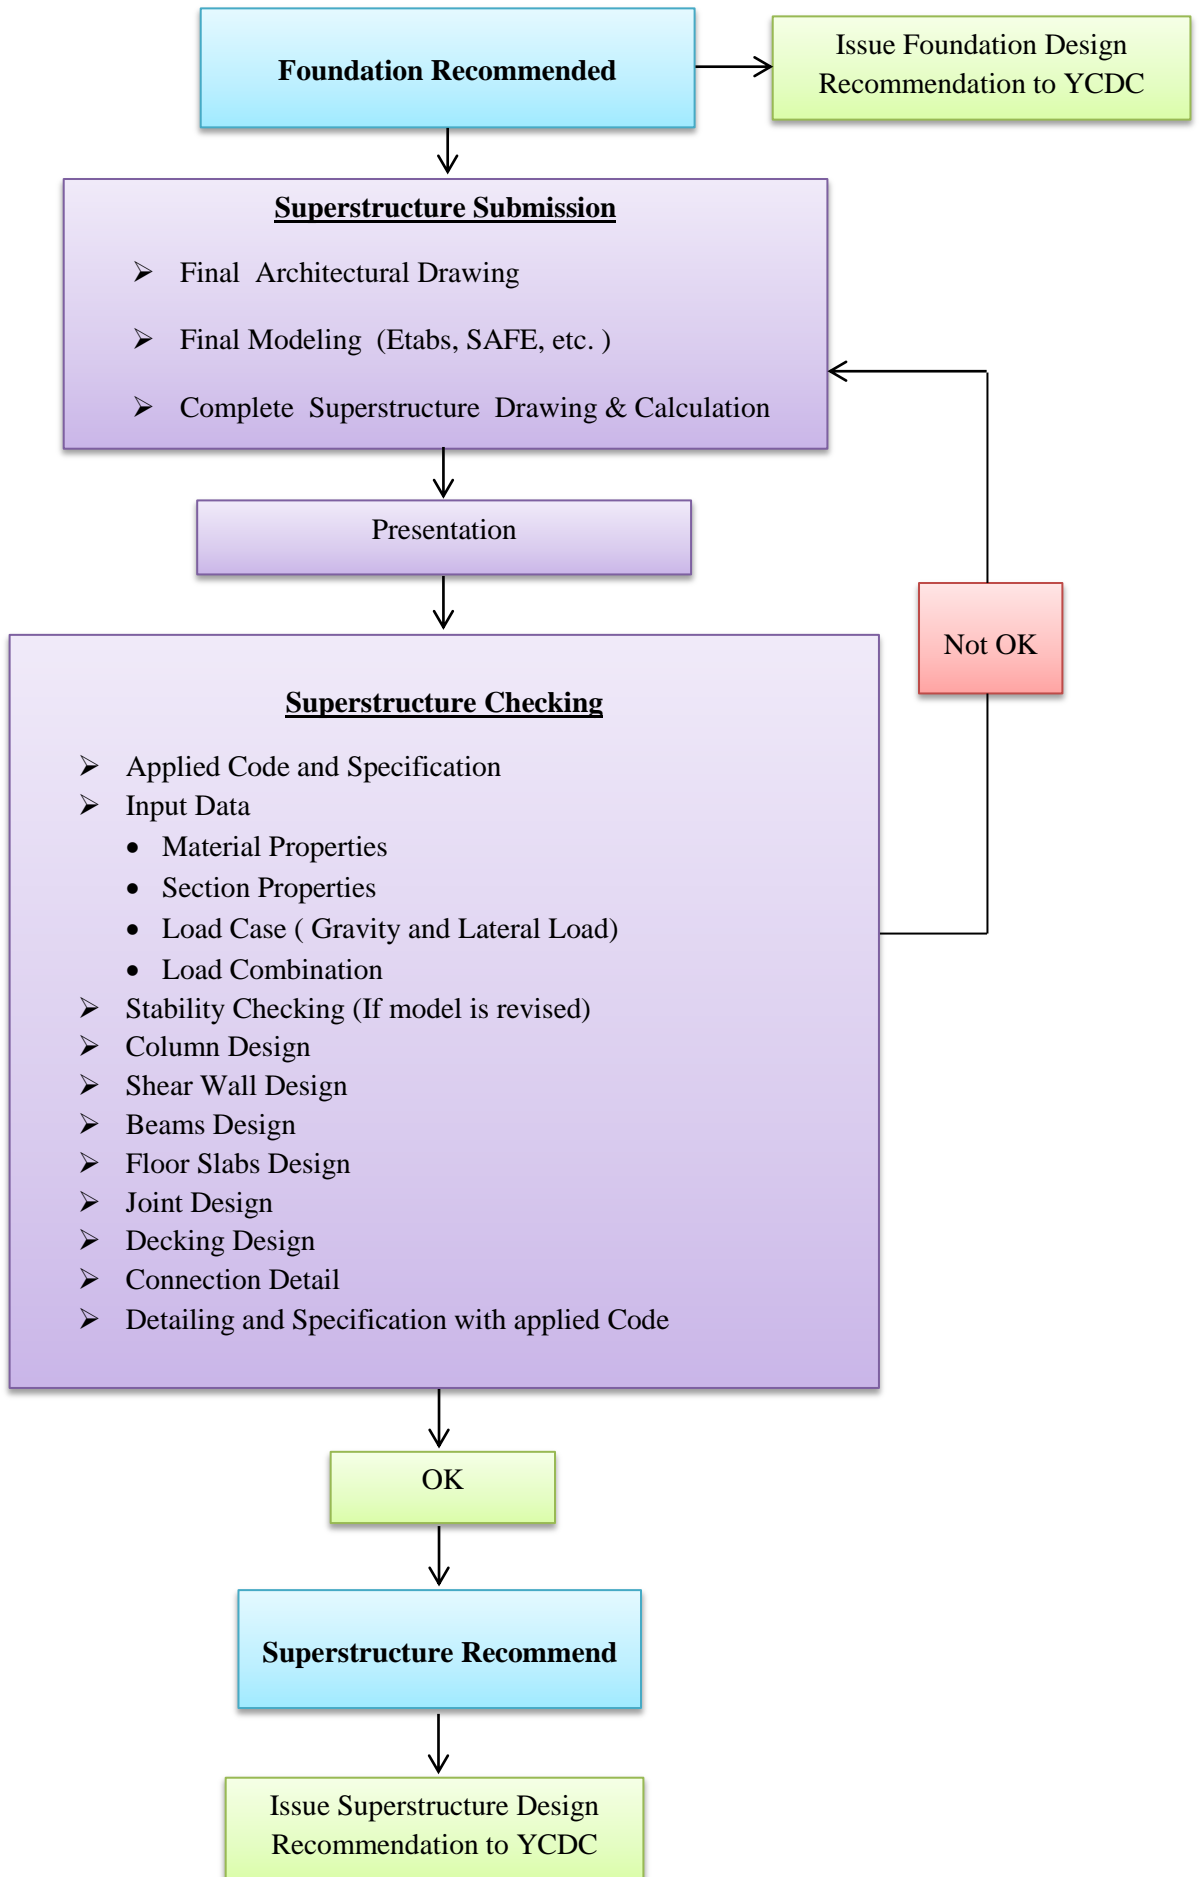 Foundation Recommended
Issue Foundation Design
Recommendation to YCDC
Superstructure Submission
➢ Final Architectural Drawing
➢ Final Modeling (Etabs, SAFE, etc. )
➢ Complete Superstructure Drawing & Calculation
Presentation
Not OK
Superstructure Checking
➢ Applied Code and Specification
➢ Input Data
• Material Properties
• Section Properties
• Load Case ( Gravity and Lateral Load)
• Load Combination
➢ Stability Checking (If model is revised)
➢ Column Design
➢ Shear Wall Design
➢ Beams Design
➢ Floor Slabs Design
➢ Joint Design
➢ Decking Design
➢ Connection Detail
➢ Detailing and Specification with applied Code
OK
Superstructure Recommend
Issue Superstructure Design
Recommendation to YCDC